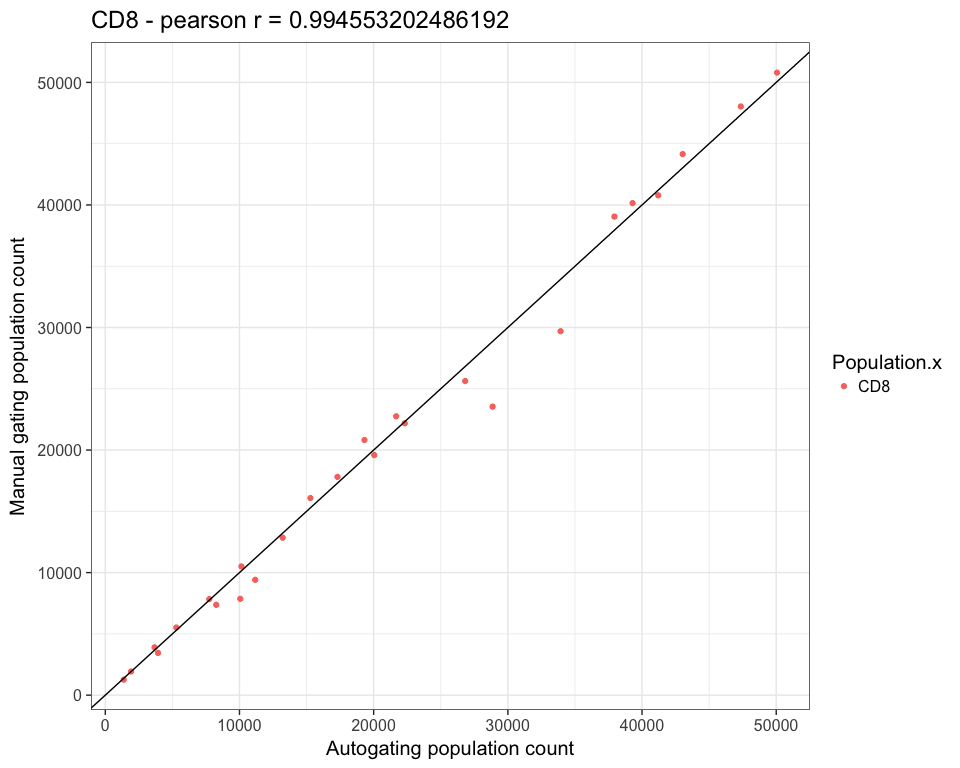 CD8 - pearson r = 0.994553202486192
Manual gating population count
50000
40000
30000
20000
10000
0
0 10000 20000 30000 40000 50000
Autogating population count
Population.x
CD8